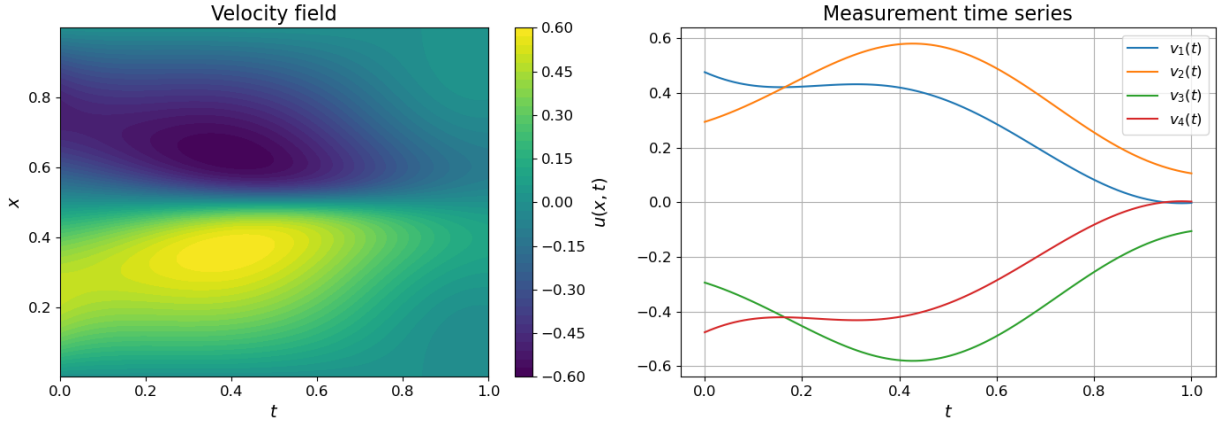 Velocity field
x
0.8
0.6
0.4
0.2
0.0 0.2 0.4 0.6 0.8 1.0
t
0.60
0.45
0.30
0.15
0.00
−0.15
−0.30
−0.45
−0.60
u(x, t)
Measurement time series
0.6
0.4
0.2
0.0
−0.2
−0.4
−0.6
0.0 0.2 0.4 0.6 0.8 1.0
t
v₁(t)
v₂(t)
v₃(t)
v₄(t)